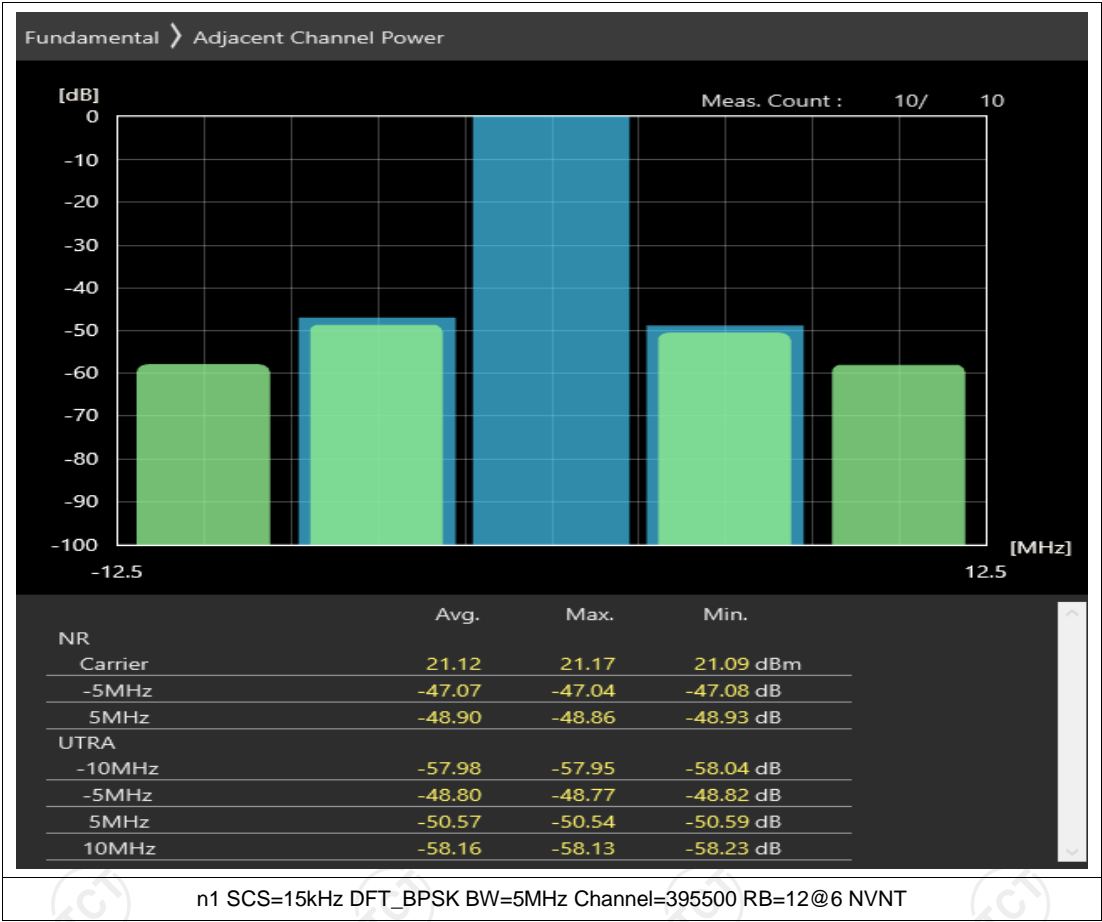 Fundamental 〉 Adjacent Channel Power
[dB]
Meas. Count : 10/ 10
0
-10
-20
-30
-40
-50
-60
-70
-80
-90
-100
[MHz]
-12.5 12.5
Avg. Max. Min.
NR
Carrier 21.12 21.17 21.09 dBm
-5MHz -47.07 -47.04 -47.08 dB
5MHz -48.90 -48.86 -48.93 dB
UTRA
-10MHz -57.98 -57.95 -58.04 dB
-5MHz -48.80 -48.77 -48.82 dB
5MHz -50.57 -50.54 -50.59 dB
10MHz -58.16 -58.13 -58.23 dB
n1 SCS=15kHz DFT_BPSK BW=5MHz Channel=395500 RB=12@6 NVNT
TCT TCT TCT TCT